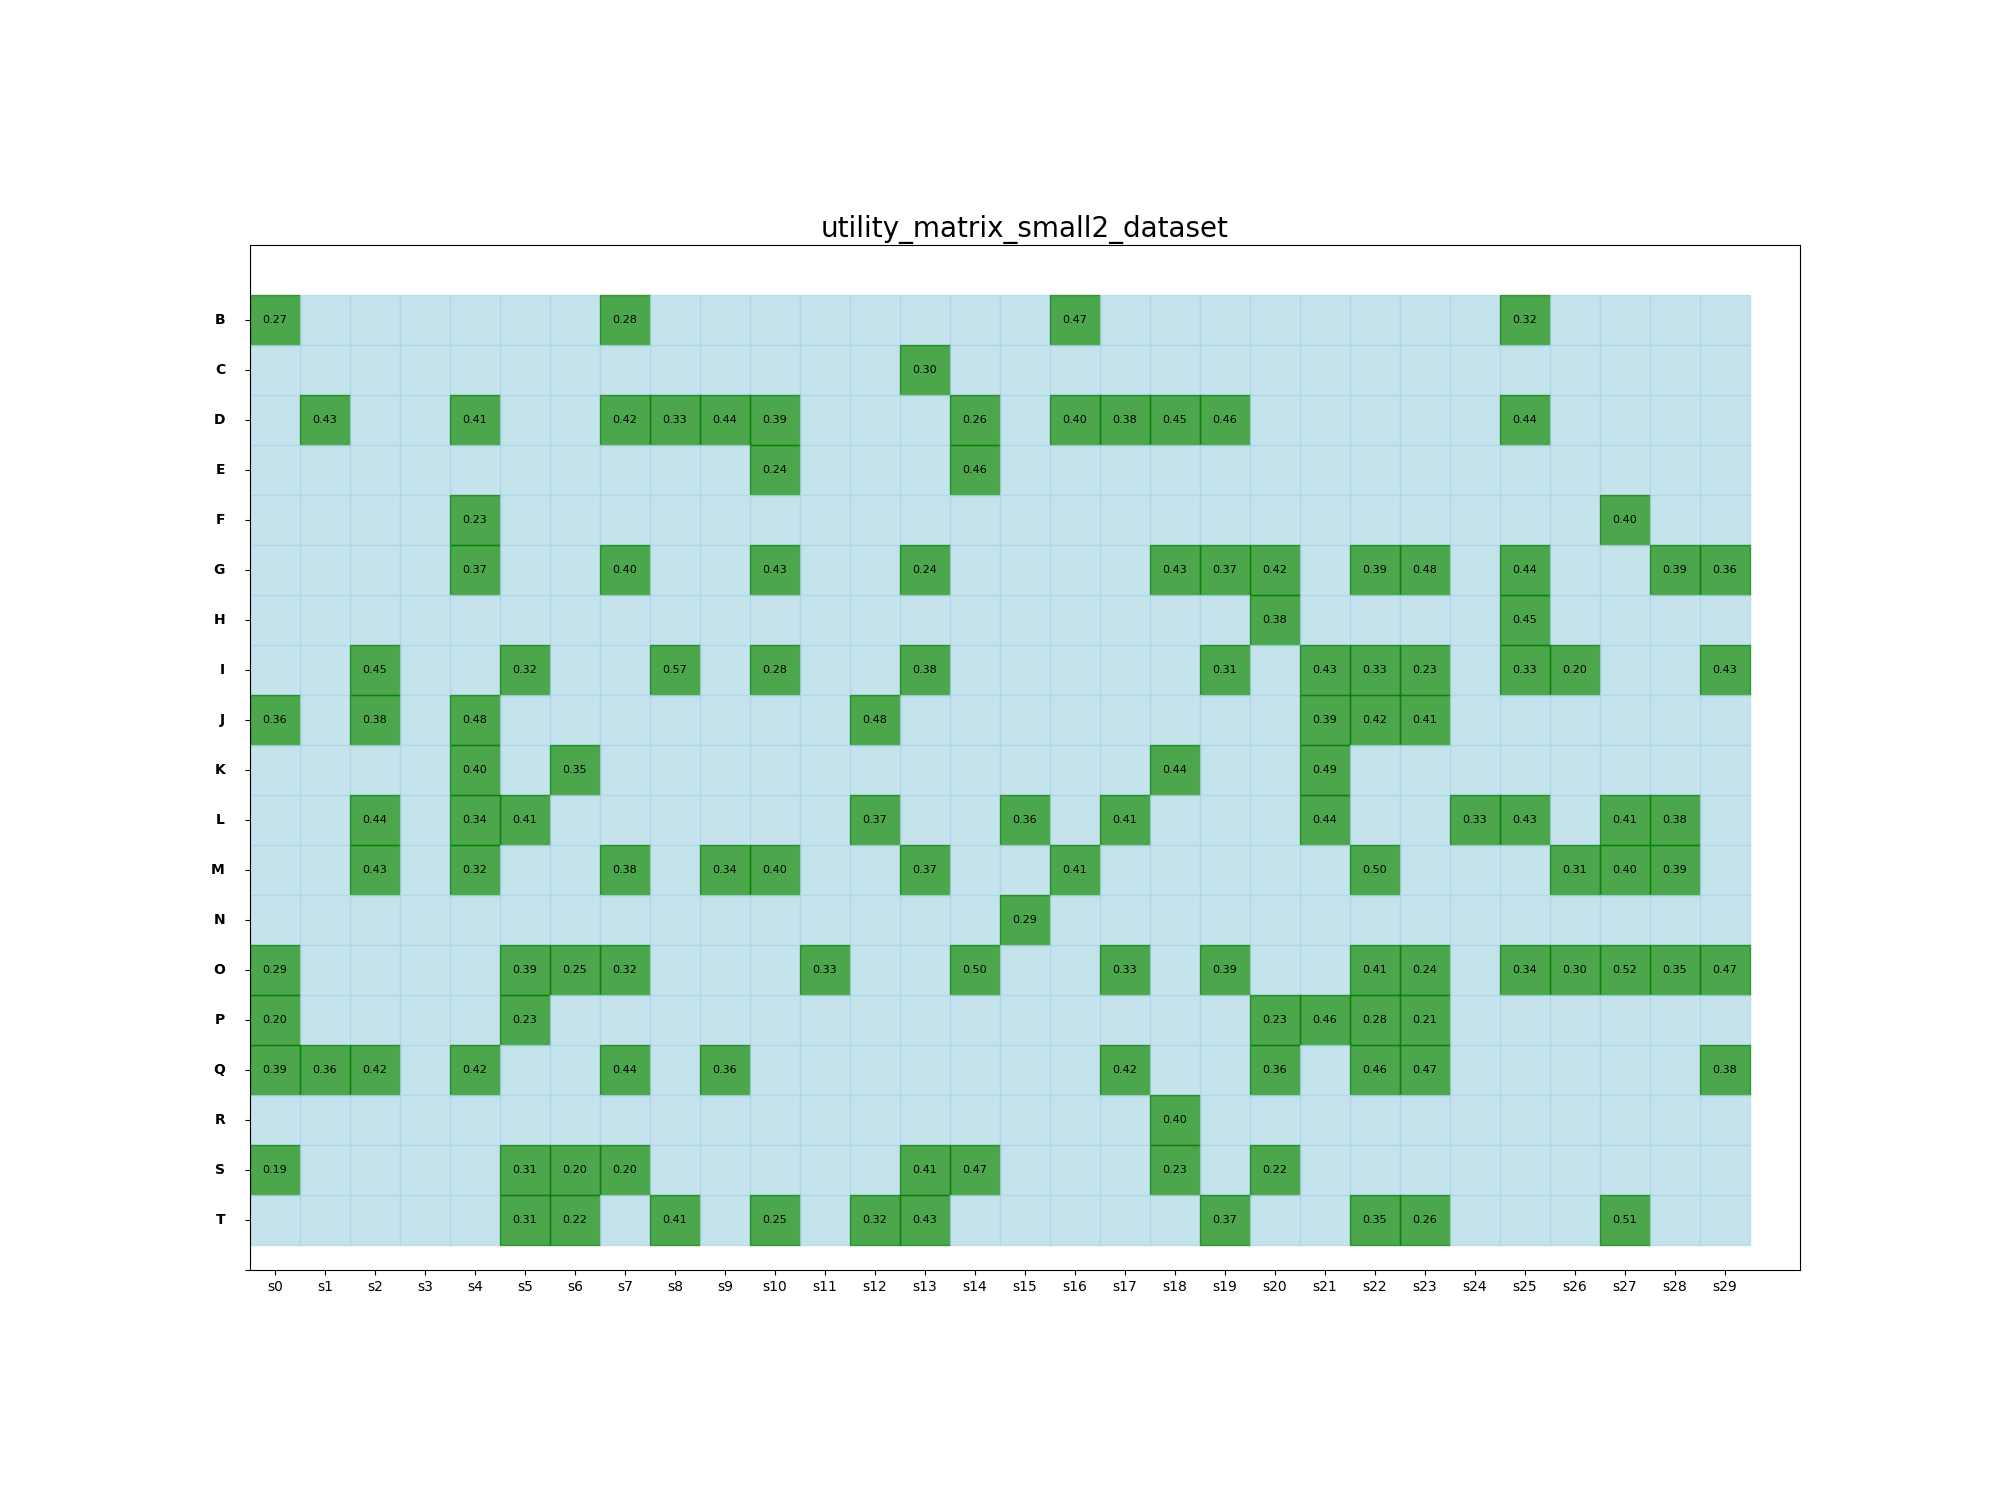 utility_matrix_small2_dataset
B 0.27 0.28 0.47 0.32
C 0.30
D 0.43 0.41 0.42 0.33 0.44 0.39 0.26 0.40 0.38 0.45 0.46 0.44
E 0.24 0.46
F 0.23 0.40
G 0.37 0.40 0.43 0.24 0.43 0.37 0.42 0.39 0.48 0.44 0.39 0.36
H 0.38 0.45
I 0.45 0.32 0.57 0.28 0.38 0.31 0.43 0.33 0.23 0.33 0.20 0.43
J 0.36 0.38 0.48 0.48 0.39 0.42 0.41
K 0.40 0.35 0.44 0.49
L 0.44 0.34 0.41 0.37 0.36 0.41 0.44 0.33 0.43 0.41 0.38
M 0.43 0.32 0.38 0.34 0.40 0.37 0.41 0.50 0.31 0.40 0.39
N 0.29
O 0.29 0.39 0.25 0.32 0.33 0.50 0.33 0.39 0.41 0.24 0.34 0.30 0.52 0.35 0.47
P 0.20 0.23 0.23 0.46 0.28 0.21
Q 0.39 0.36 0.42 0.42 0.44 0.36 0.42 0.36 0.46 0.47 0.38
R 0.40
S 0.19 0.31 0.20 0.20 0.41 0.47 0.23 0.22
T 0.31 0.22 0.41 0.25 0.32 0.43 0.37 0.35 0.26 0.51
s0 s1 s2 s3 s4 s5 s6 s7 s8 s9 s10 s11 s12 s13 s14 s15 s16 s17 s18 s19 s20 s21 s22 s23 s24 s25 s26 s27 s28 s29